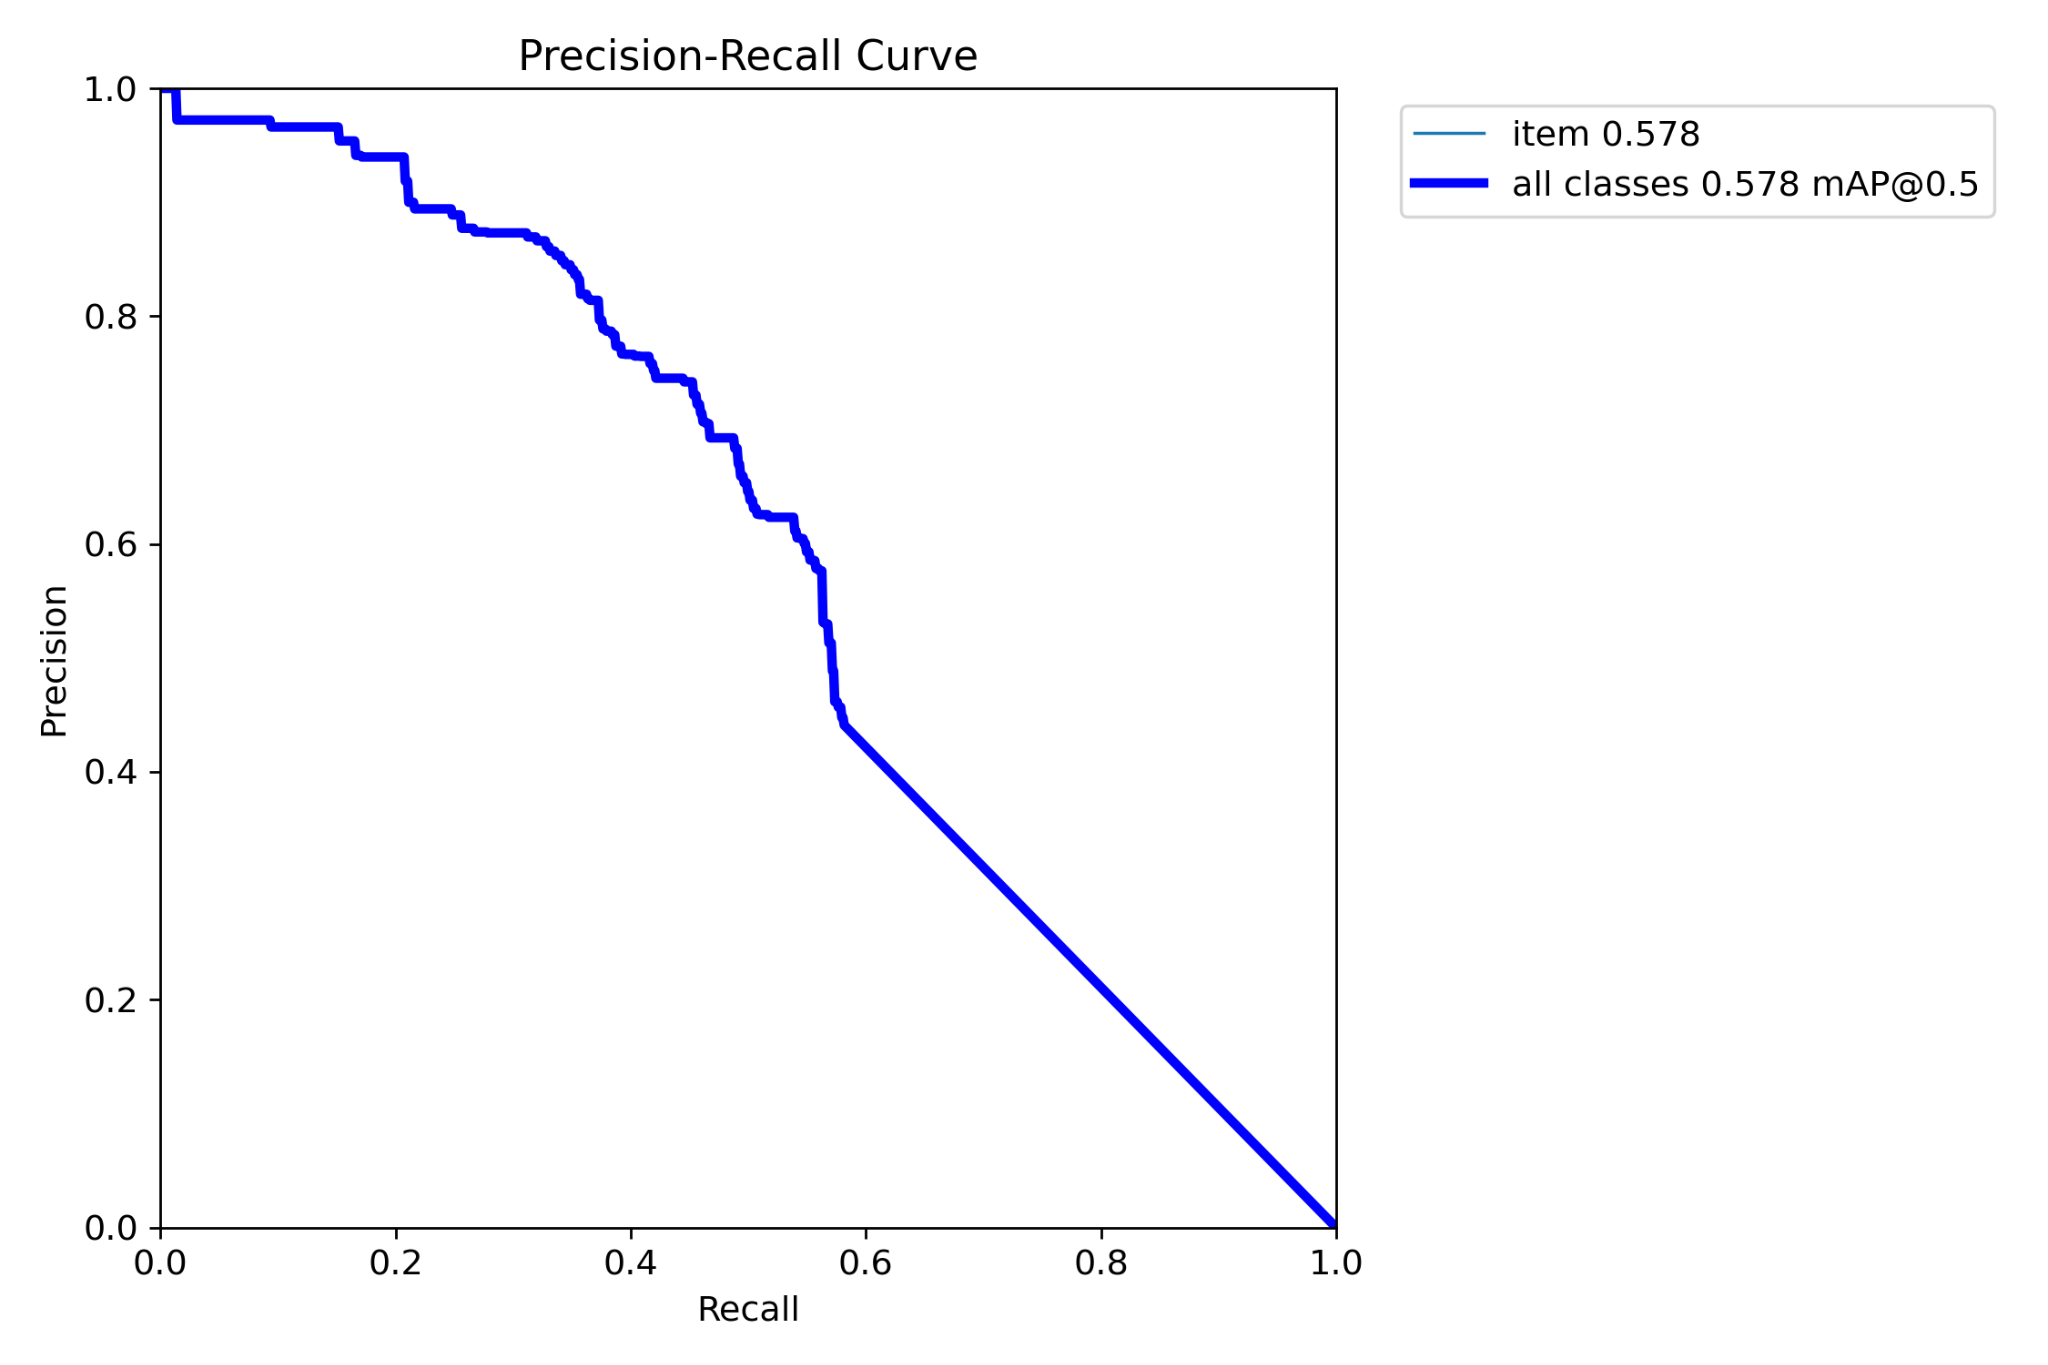 Precision-Recall Curve
1.0
0.8
0.6
0.4
0.2
0.0
Precision
0.0 0.2 0.4 0.6 0.8 1.0
Recall
item 0.578
all classes 0.578 mAP@0.5